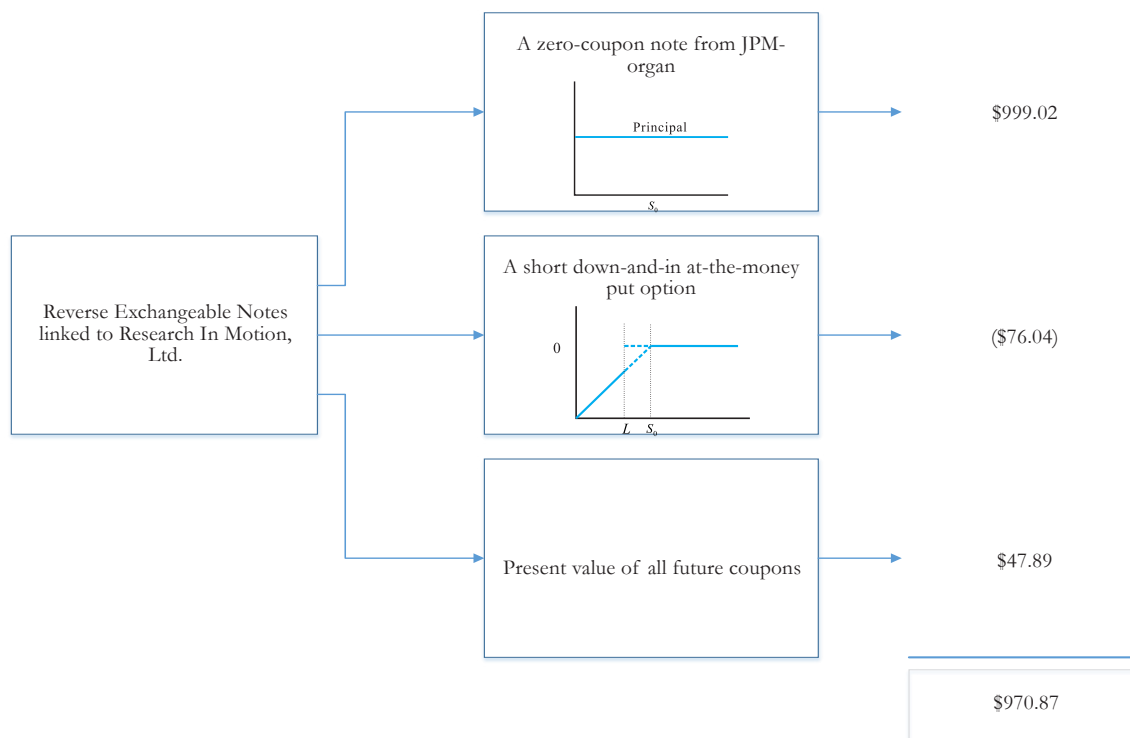 A zero-coupon note from JPM-
organ
Principal
S₀
$999.02
Reverse Exchangeable Notes
linked to Research In Motion,
Ltd.
A short down-and-in at-the-money
put option
0
L S₀
($76.04)
Present value of all future coupons
$47.89
$970.87